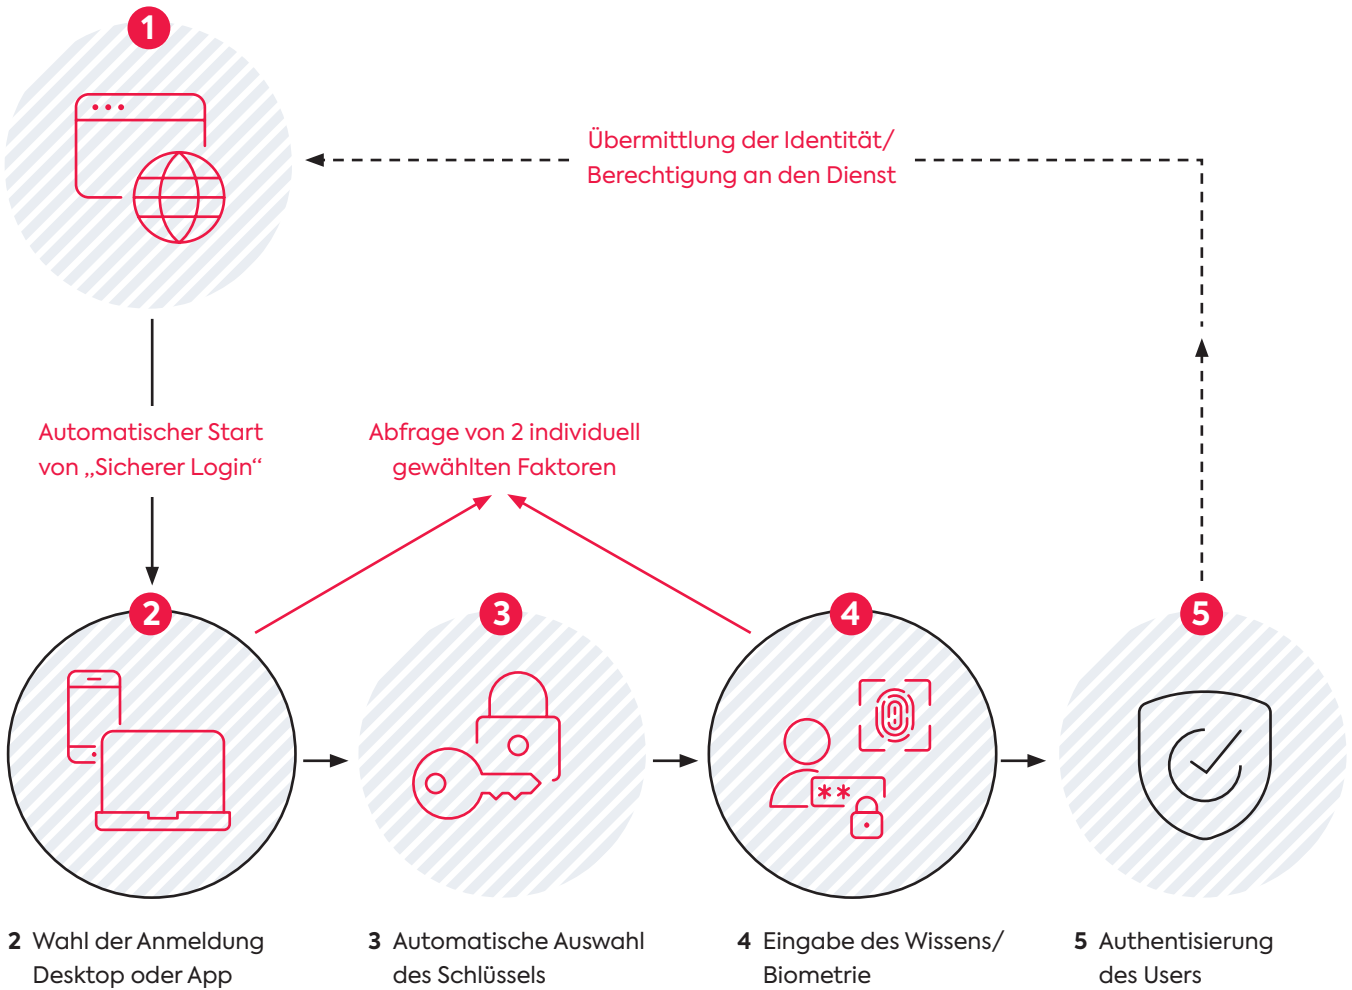 1
Übermittlung der Identität/
Berechtigung an den Dienst
Automatischer Start
von „Sicherer Login“
Abfrage von 2 individuell
gewählten Faktoren
2
3
4
5
**
2 Wahl der Anmeldung
Desktop oder App
3 Automatische Auswahl
des Schlüssels
4 Eingabe des Wissens/
Biometrie
5 Authentisierung
des Users